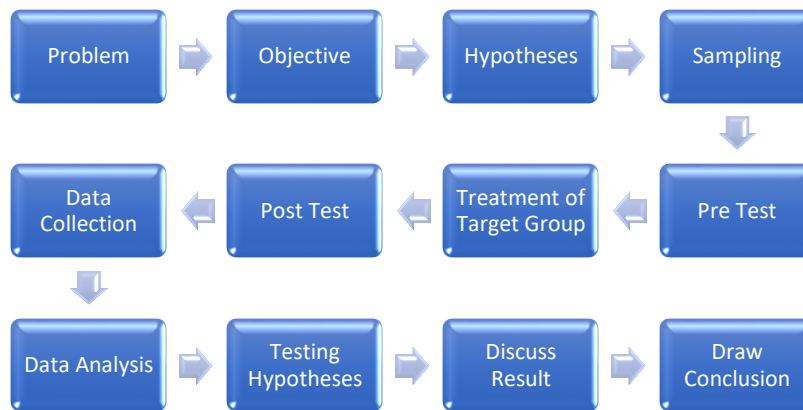 Problem
Objective
Hypotheses
Sampling
Pre Test
Treatment of
Target Group
Post Test
Data
Collection
Data Analysis
Testing
Hypotheses
Discuss
Result
Draw
Conclusion